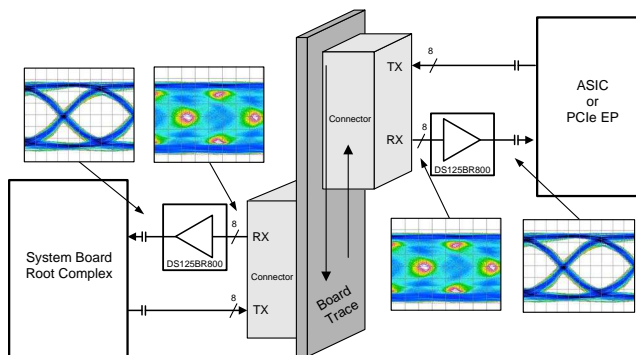 8
TX
ASIC
or
PCIe EP
Connector
8
RX
DS125BR800
8
RX
DS125BR800
System Board
Root Complex
Connector
8
TX
Board
Trace